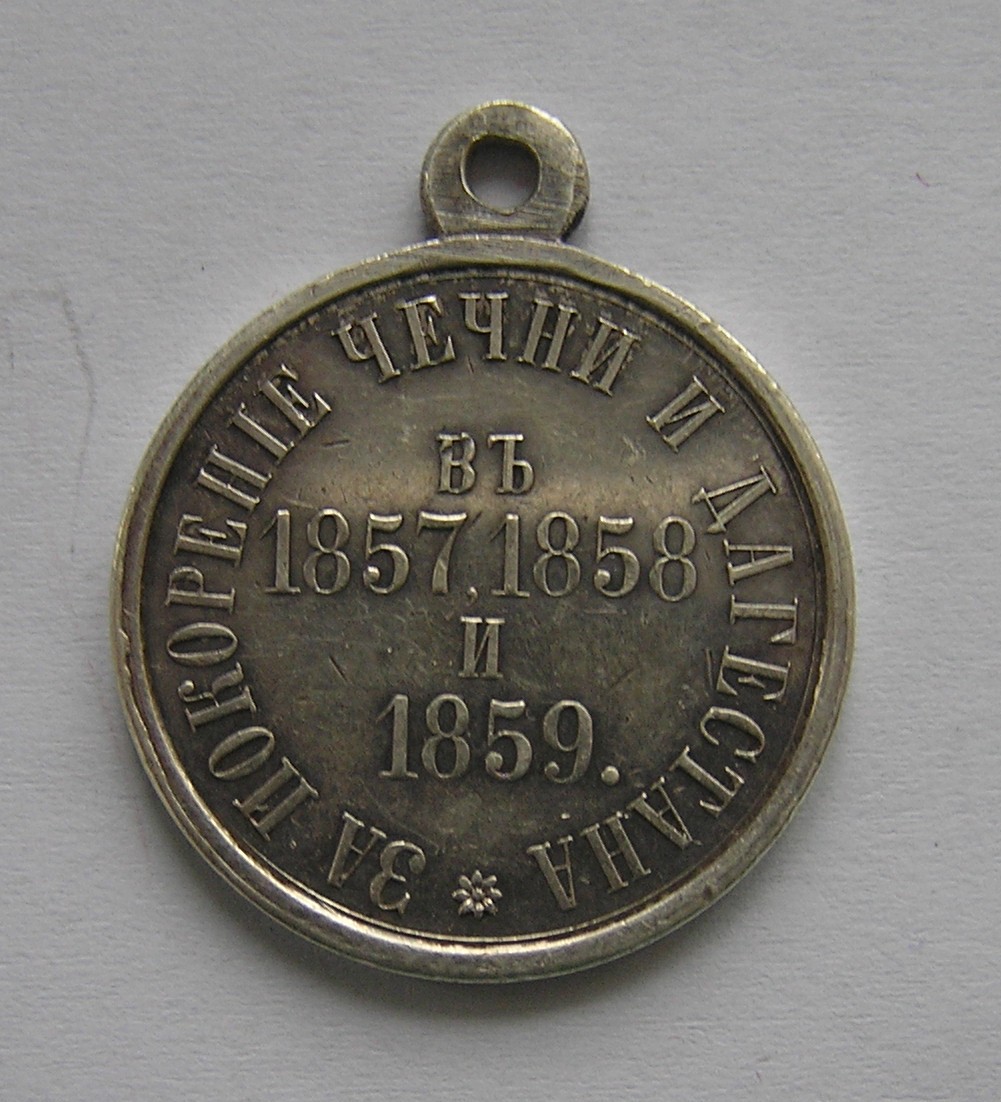 ЗА ПОКОРЕНІЕ ЧЕЧНИ И ДАГЕСТАНА
ВЪ
1857, 1858
И
1859.